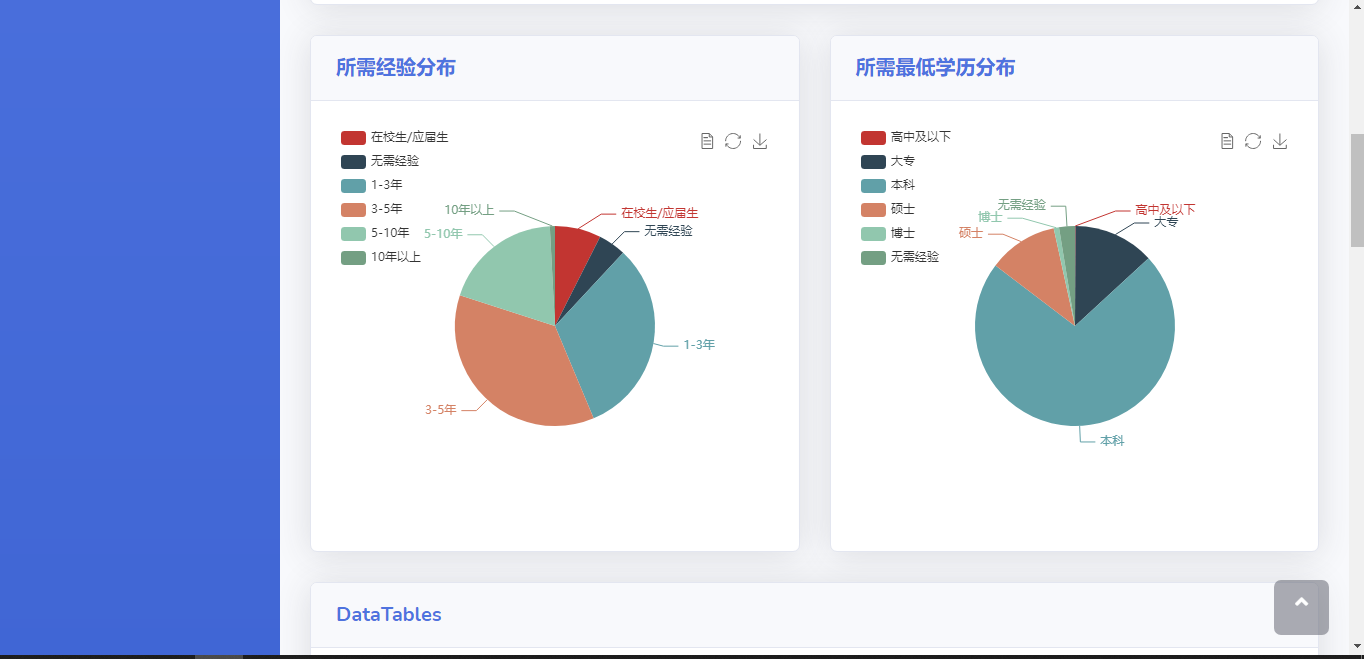 所需经验分布
在校生/应届生
无需经验
1-3年
3-5年
5-10年
10年以上
10年以上
在校生/应届生
5-10年
无需经验
1-3年
3-5年
所需最低学历分布
高中及以下
大专
本科
硕士
博士
无需经验
无需经验
高中及以下
博士
大专
硕士
本科
DataTables